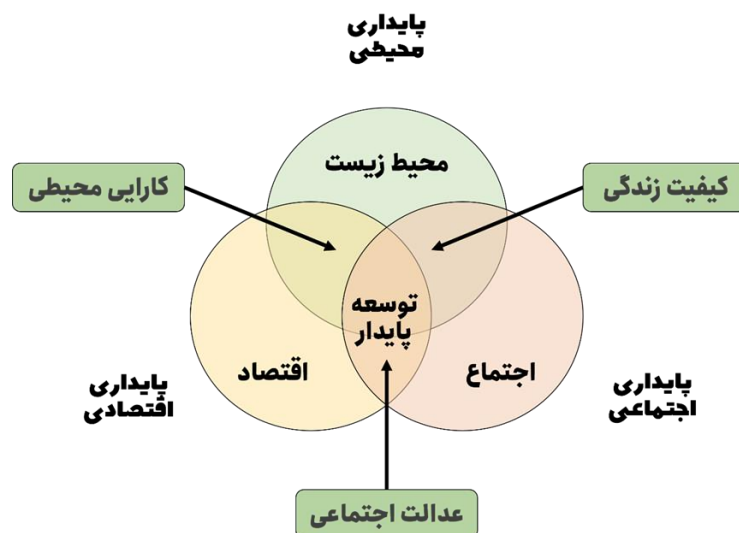 پایداری
محیطی
محیط زیست
کیفیت زندگی
کارایی محیطی
توسعه
پایدار
اجتماع
اقتصاد
پایداری
اجتماعی
پایداری
اقتصادی
عدالت اجتماعی